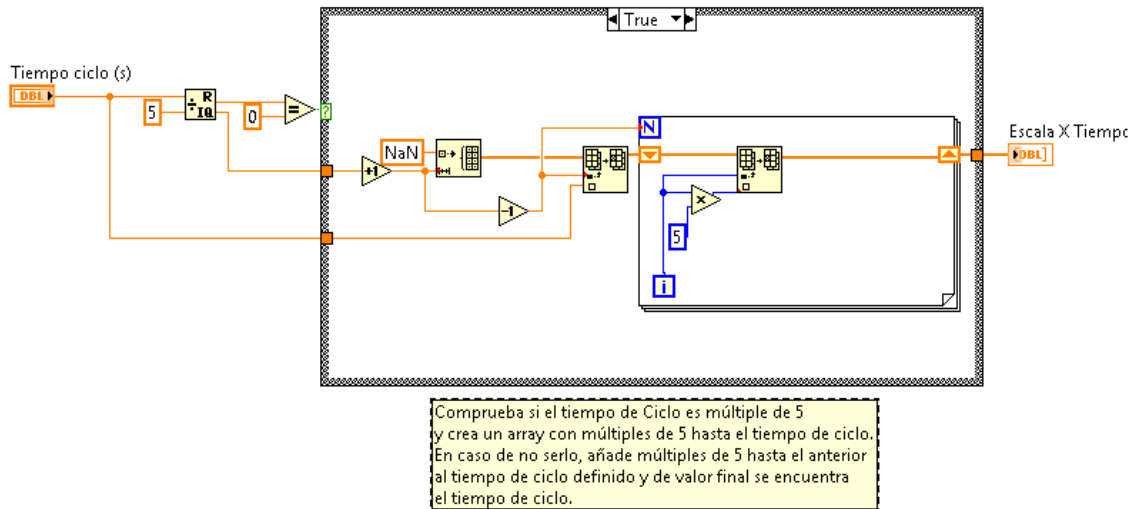 True
Tiempo ciclo (s)
DBL
5
R
IQ
0
=
?
NaN
+1
-1
N
x
5
i
Escala X Tiempo
DBL
Comprueba si el tiempo de Ciclo es múltiple de 5
y crea un array con múltiples de 5 hasta el tiempo de ciclo.
En caso de no serlo, añade múltiples de 5 hasta el anterior
al tiempo de ciclo definido y de valor final se encuentra
el tiempo de ciclo.